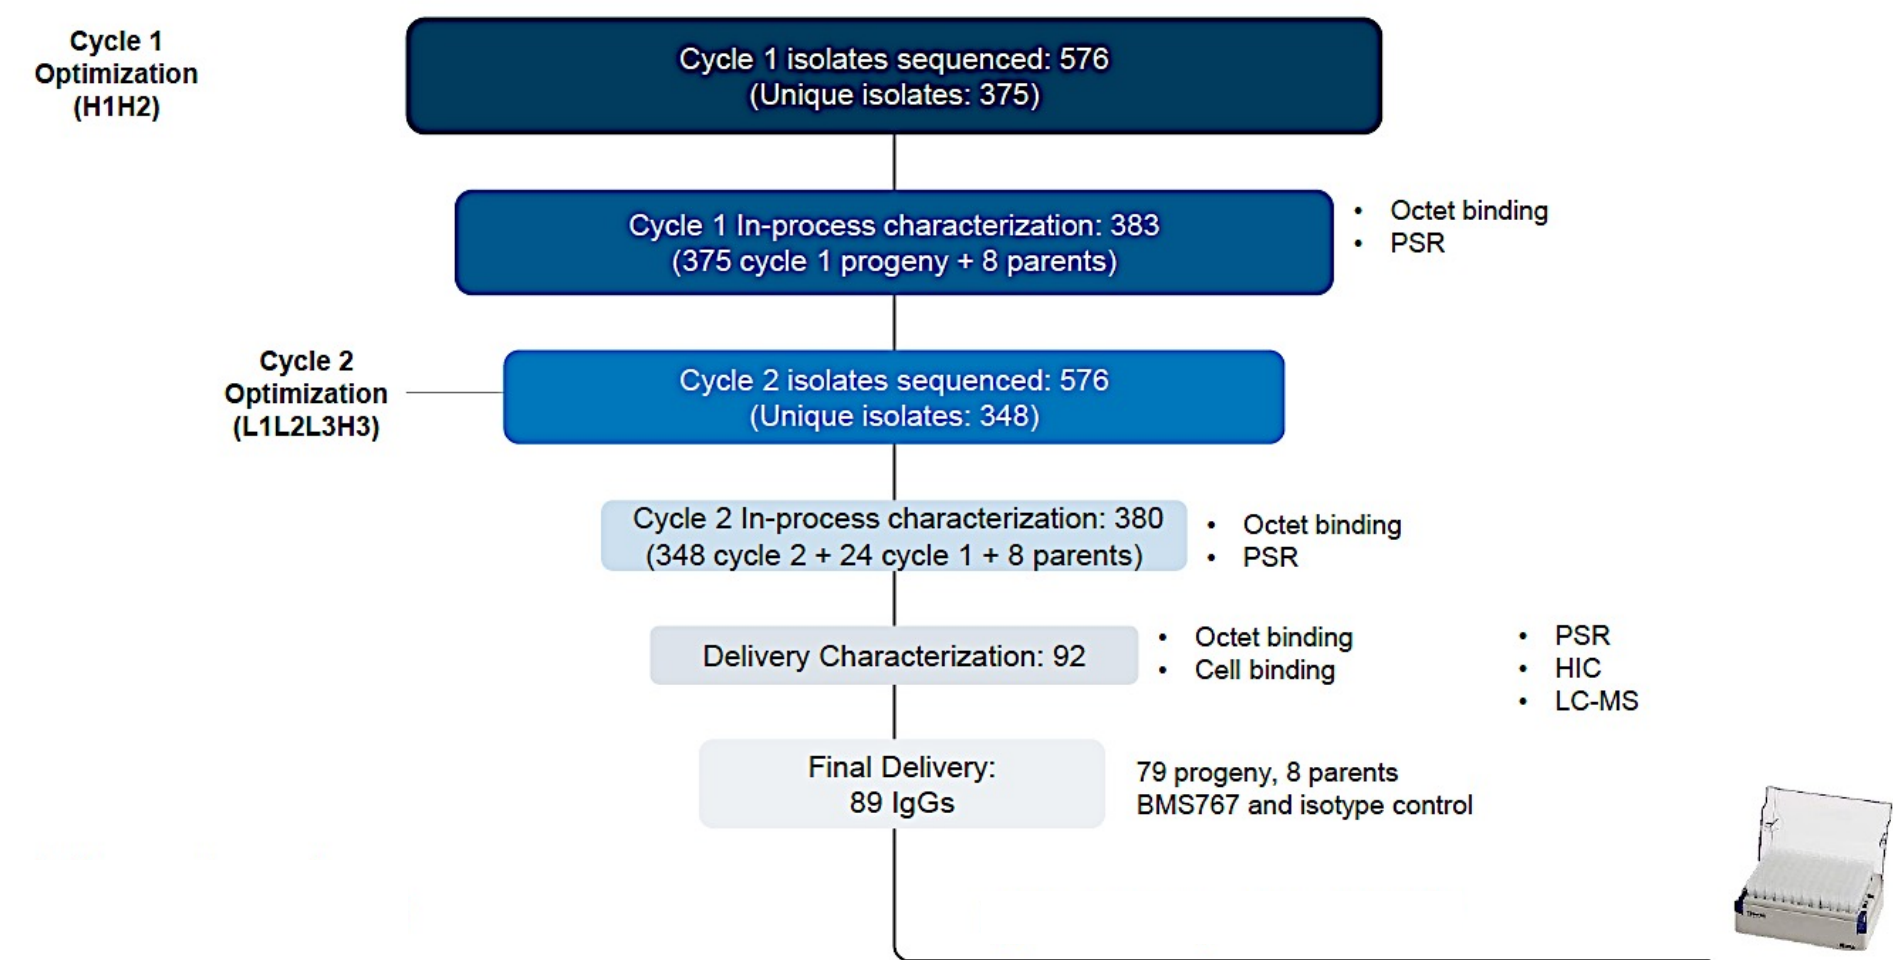 Cycle 1
Optimization
(H1H2)
Cycle 1 isolates sequenced: 576
(Unique isolates: 375)
Cycle 1 In-process characterization: 383
(375 cycle 1 progeny + 8 parents)
• Octet binding
• PSR
Cycle 2
Optimization
(L1L2L3H3)
Cycle 2 isolates sequenced: 576
(Unique isolates: 348)
Cycle 2 In-process characterization: 380
(348 cycle 2 + 24 cycle 1 + 8 parents)
• Octet binding
• PSR
Delivery Characterization: 92
• Octet binding
• Cell binding
• PSR
• HIC
• LC-MS
Final Delivery:
89 IgGs
79 progeny, 8 parents
BMS767 and isotype control